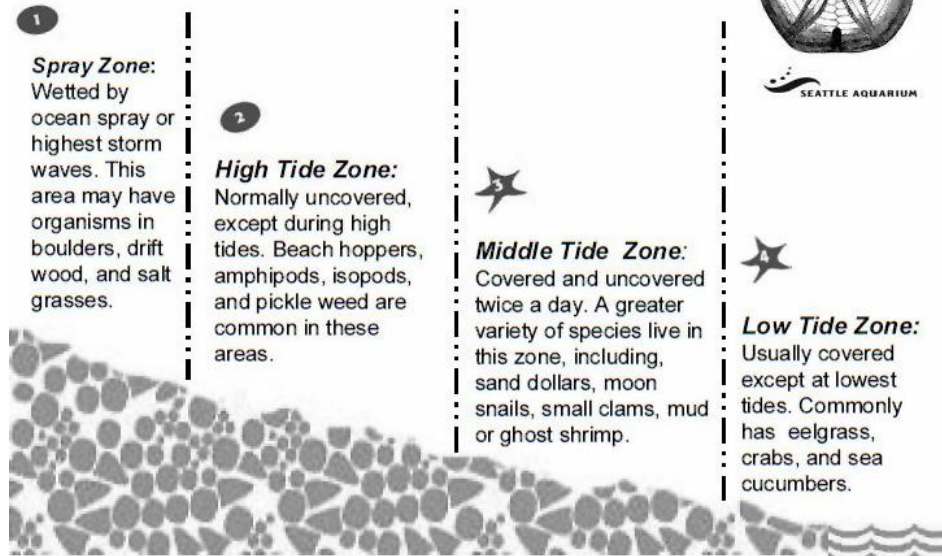 1
Spray Zone:
Wetted by
ocean spray or
highest storm
waves. This
area may have
organisms in
boulders, drift
wood, and salt
grasses.
2
High Tide Zone:
Normally uncovered,
except during high
tides. Beach hoppers,
amphipods, isopods,
and pickle weed are
common in these
areas.
3
Middle Tide Zone:
Covered and uncovered
twice a day. A greater
variety of species live in
this zone, including,
sand dollars, moon
snails, small clams, mud
or ghost shrimp.
4
Low Tide Zone:
Usually covered
except at lowest
tides. Commonly
has eelgrass,
crabs, and sea
cucumbers.
SEATTLE AQUARIUM